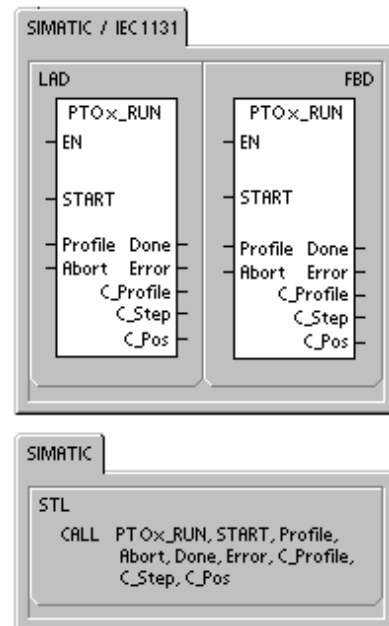 SIMATIC / IEC1131
LAD
PTOx_RUN
EN
START
Profile Done
Abort Error
C_Profile
C_Step
C_Pos
FBD
PTOx_RUN
EN
START
Profile Done
Abort Error
C_Profile
C_Step
C_Pos
SIMATIC
STL
CALL PTOx_RUN, START, Profile,
Abort, Done, Error, C_Profile,
C_Step, C_Pos